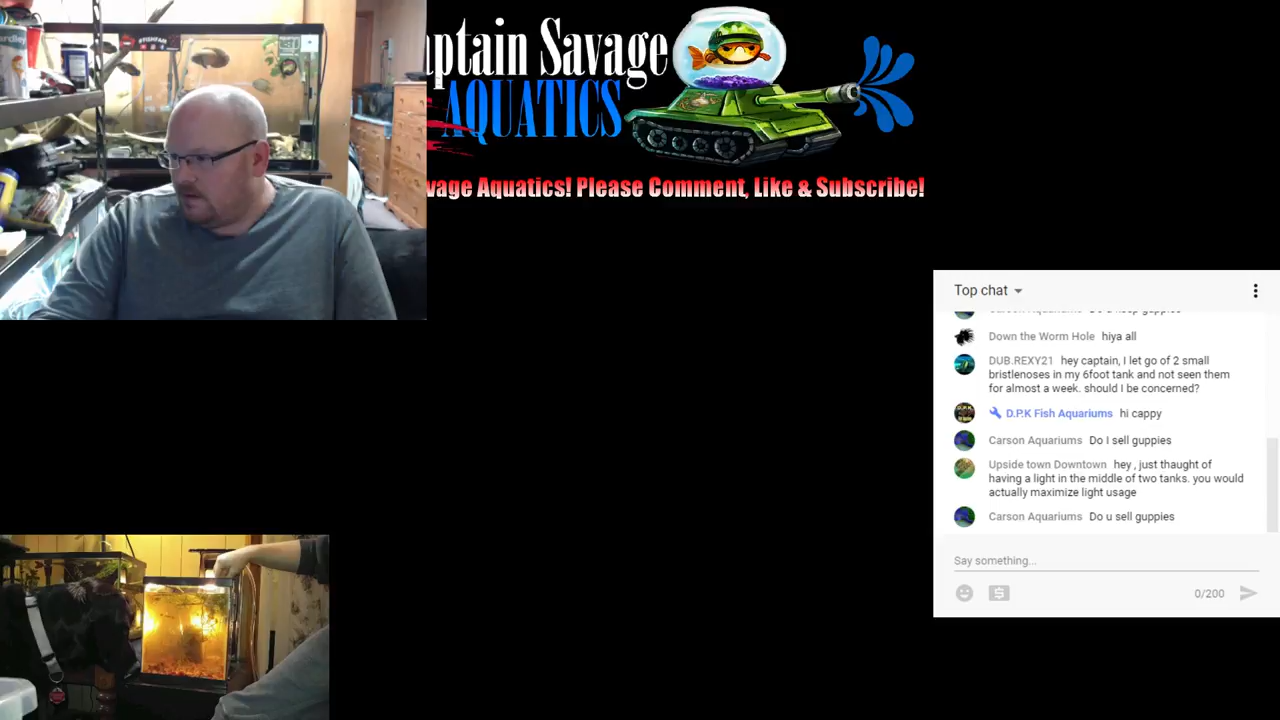 #FISHFAM
aptain Savage
AQUATICS
vage Aquatics! Please Comment, Like & Subscribe!
Top chat
Down the Worm Hole hiya all
DUB.REXY21 hey captain, I let go of 2 small
bristlenoses in my 6foot tank and not seen them
for almost a week. should I be concerned?
D.P.K Fish Aquariums hi cappy
Carson Aquariums Do I sell guppies
Upside town Downtown hey , just thaught of
having a light in the middle of two tanks. you would
actually maximize light usage
Carson Aquariums Do u sell guppies
Say something...
0/200